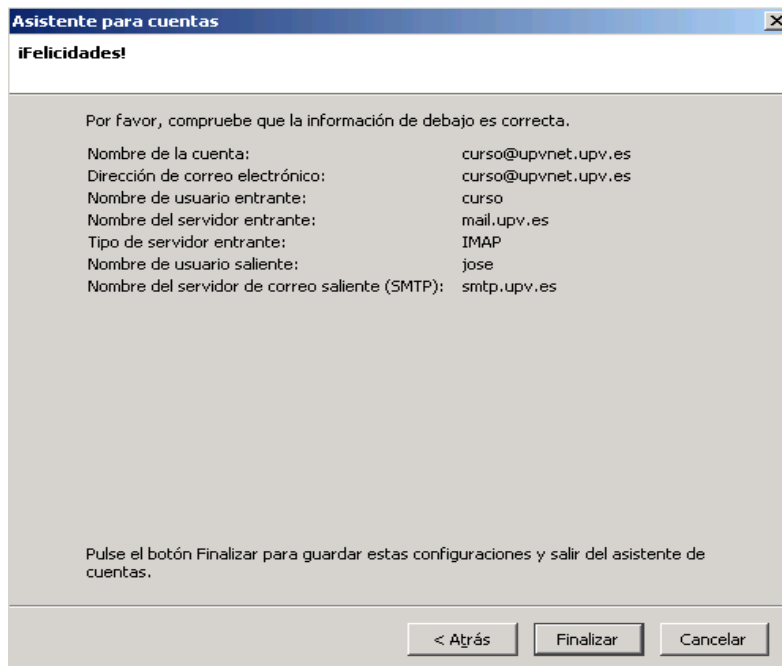 Asistente para cuentas
¡Felicidades!
Por favor, compruebe que la información de debajo es correcta.
Nombre de la cuenta: curso@upvnet.upv.es
Dirección de correo electrónico: curso@upvnet.upv.es
Nombre de usuario entrante: curso
Nombre del servidor entrante: mail.upv.es
Tipo de servidor entrante: IMAP
Nombre de usuario saliente: jose
Nombre del servidor de correo saliente (SMTP): smtp.upv.es
Pulse el botón Finalizar para guardar estas configuraciones y salir del asistente de
cuentas.
< Atrás Finalizar Cancelar